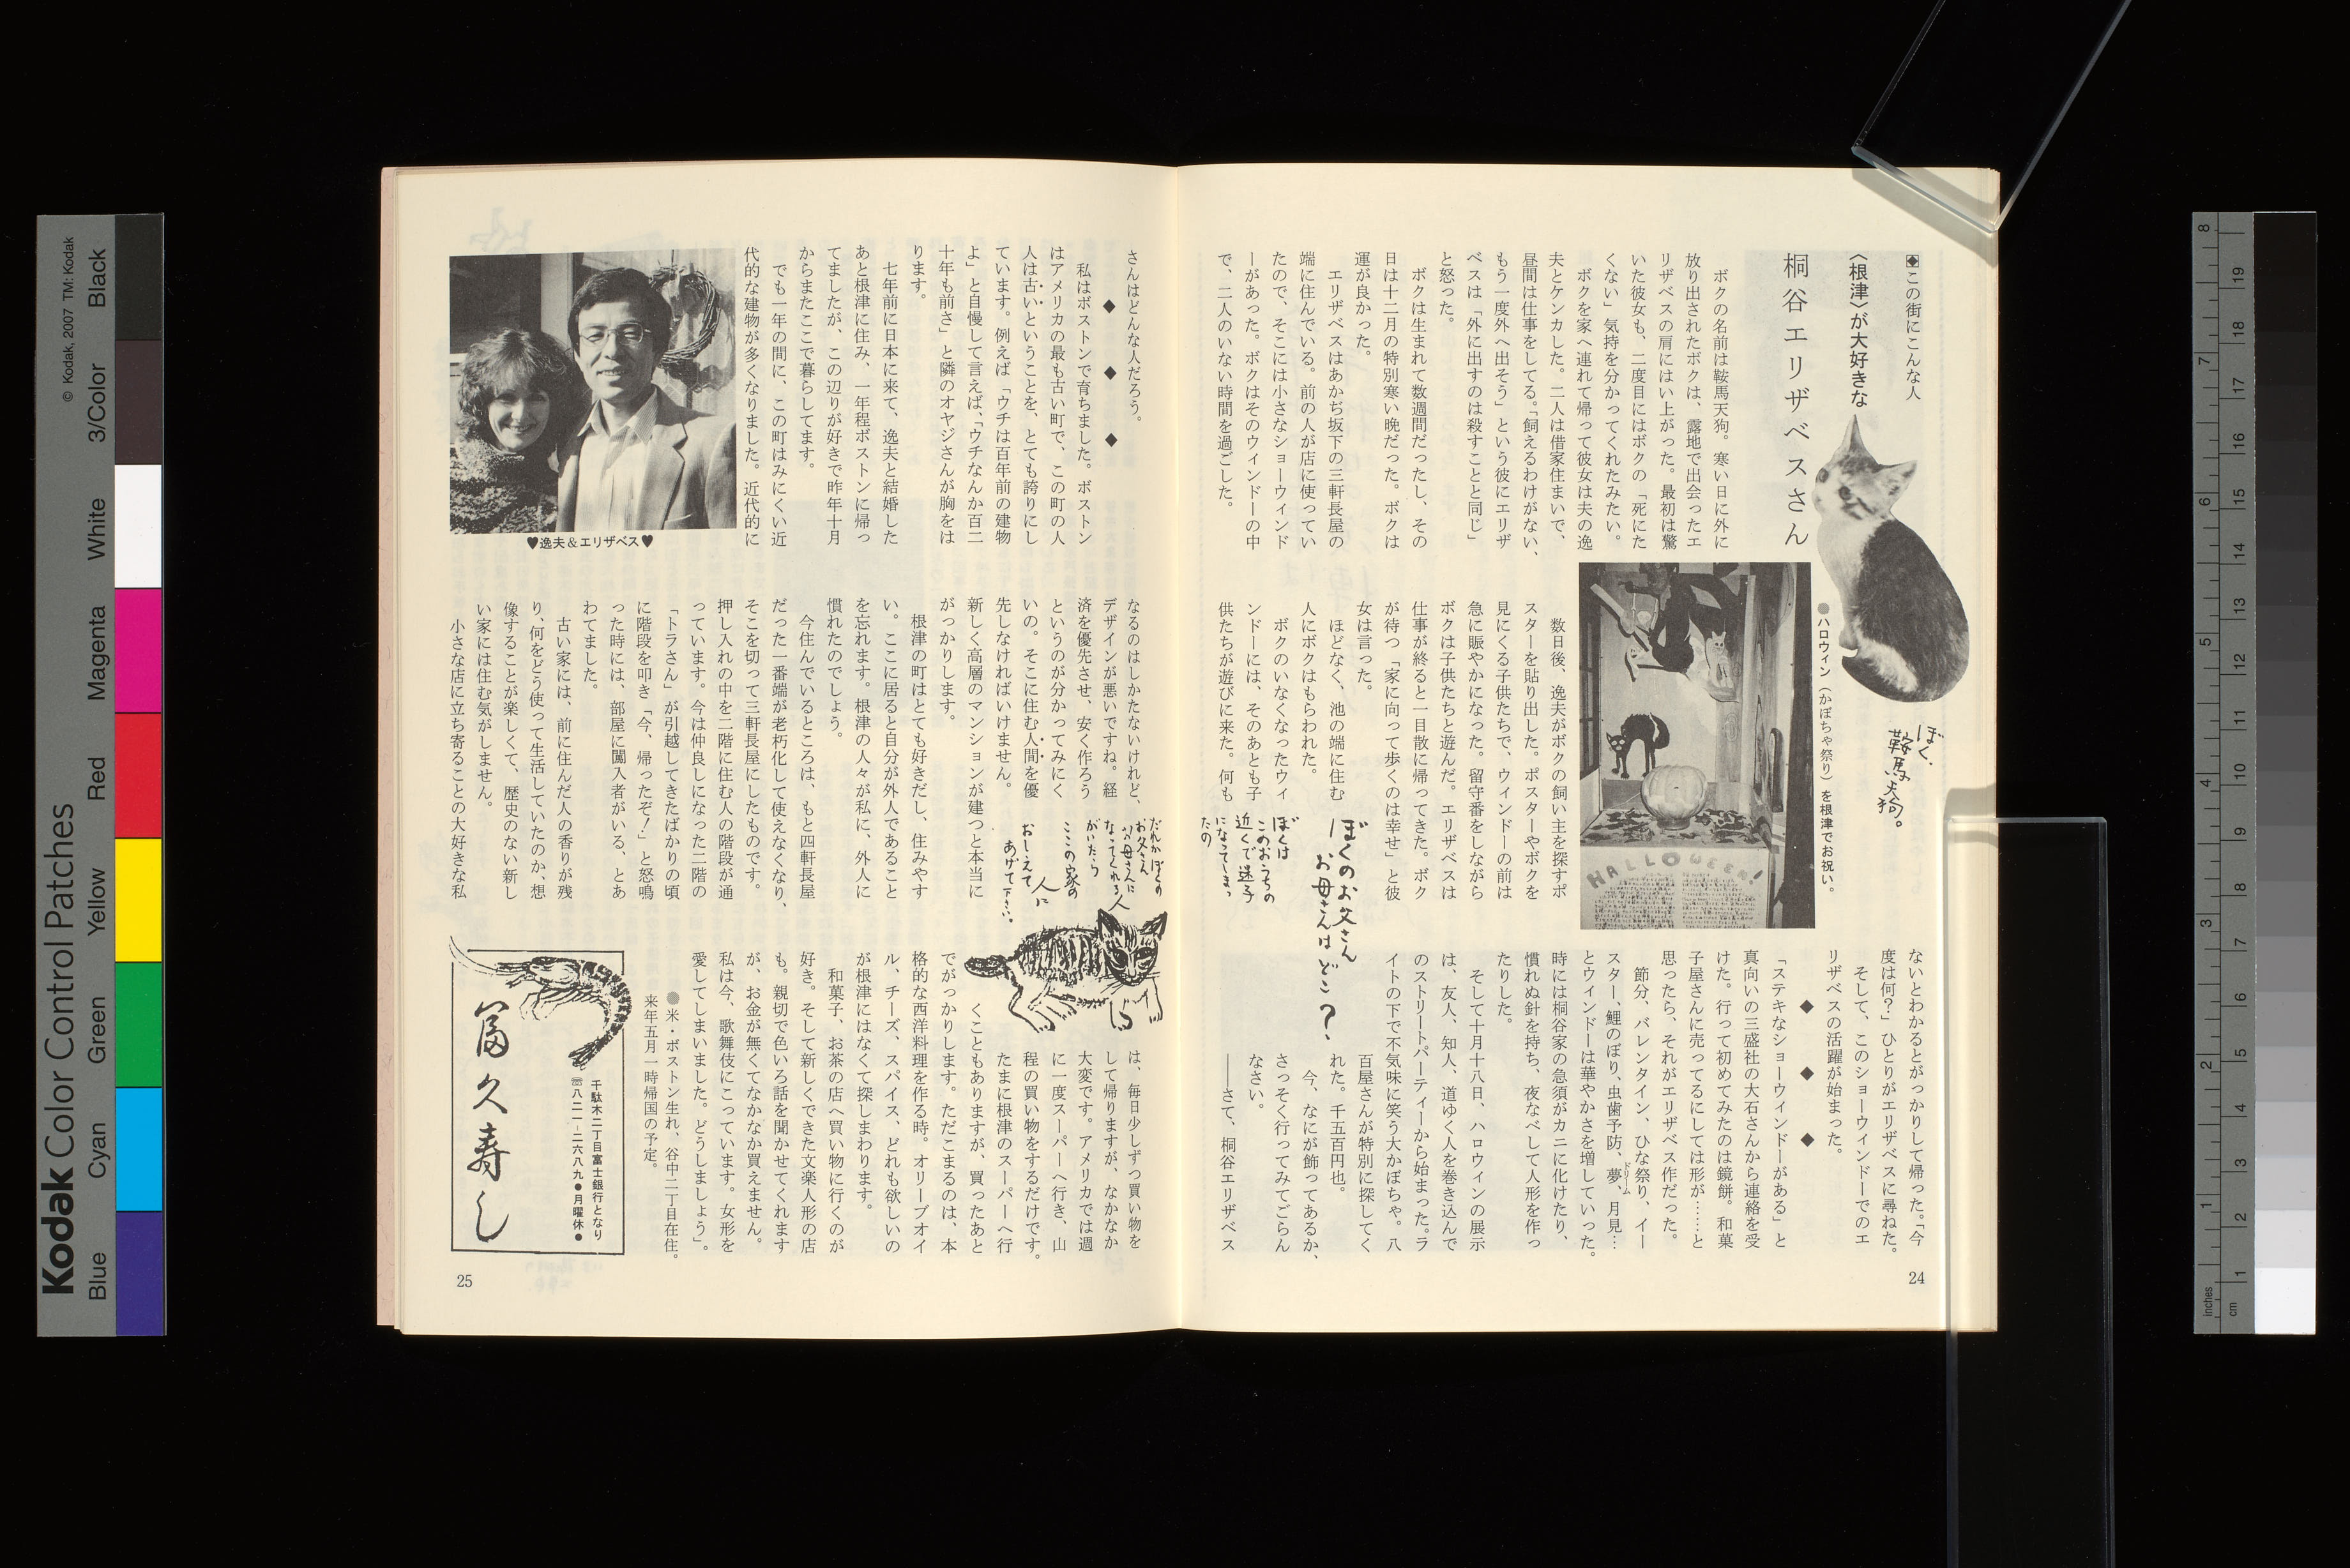 ◆この街にこんな人
〈根津〉が大好きな
桐谷エリザベスさん
ボクの名前は鞍馬天狗。寒い日に外に
放り出されたボクは、露地で出会ったエ
リザベスの肩にはい上がった。最初は驚
いた彼女も、二度目にはボクの「死にた
くない」気持を分かってくれたみたい。
ボクを家へ連れて帰って彼女は夫の逸
夫とケンカした。二人は借家住まいで、
昼間は仕事をしてる。「飼えるわけがない、
もう一度外へ出そう」という彼にエリザ
ベスは「外に出すのは殺すことと同じ」
と怒った。
ボクは生まれて数週間だったし、その
日は十二月の特別寒い晩だった。ボクは
運が良かった。
エリザベスはあかぢ坂下の三軒長屋の
端に住んでいる。前の人が店に使ってい
たので、そこには小さなショーウィンド
ーがあった。ボクはそのウィンドーの中
で、二人のいない時間を過ごした。
ぼく、
鞍馬天狗。
●ハロウィン（かぼちゃ祭り）を根津でお祝い。
HALLOWEEN!
数日後、逸夫がボクの飼い主を探すポ
スターを貼り出した。ポスターやボクを
見にくる子供たちで、ウィンドーの前は
急に賑やかになった。留守番をしながら
ボクは子供たちと遊んだ。エリザベスは
仕事が終ると一目散に帰ってきた。ボク
が待つ「家に向って歩くのは幸せ」と彼
女は言った。
ほどなく、池の端に住む
人にボクはもらわれた。
ボクのいなくなったウィ
ンドーには、そのあとも子
供たちが遊びに来た。何も
ぼくのお父さん
お母さんはどこ?
ぼくは
このおうちの
近くで迷子
になってしまっ
たの
ないとわかるとがっかりして帰った。「今
度は何?」ひとりがエリザベスに尋ねた。
そして、このショーウインドーでのエ
リザベスの活躍が始まった。
◆ ◆ ◆
「ステキなショーウィンドーがある」と
真向いの三盛社の大石さんから連絡を受
けた。行って初めてみたのは鏡餅。和菓
子屋さんに売ってるにしては形が……と
思ったら、それがエリザベス作だった。
節分、バレンタイン、ひな祭り、イー
スター、鯉のぼり、虫歯予防、夢、月見…
ドリーム
とウィンドーは華やかさを増していった。
時には桐谷家の急須がカニに化けたり、
慣れぬ針を持ち、夜なべして人形を作っ
たりした。
そして十月十八日、ハロウィンの展示
は、友人、知人、道ゆく人を巻き込んで
のストリートパーティーから始まった。ラ
イトの下で不気味に笑う大かぼちゃ。八
百屋さんが特別に探してく
れた。千五百円也。
今、なにが飾ってあるか、
さっそく行ってみてごらん
なさい。
――さて、桐谷エリザベス
24
さんはどんな人だろう。
◆ ◆ ◆
私はボストンで育ちました。ボストン
はアメリカの最も古い町で、この町の人
人は古いということを、とても誇りにし
ています。例えば「ウチは百年前の建物
よ」と自慢して言えば、「ウチなんか百二
十年も前さ」と隣のオヤジさんが胸をは
ります。
七年前に日本に来て、逸夫と結婚した
あと根津に住み、一年程ボストンに帰っ
てましたが、この辺りが好きで昨年十月
からまたここで暮らしてます。
でも一年の間に、この町はみにくい近
代的な建物が多くなりました。近代的に
♥逸夫＆エリザベス♥
なるのはしかたないけれど、
デザインが悪いですね。経
済を優先させ、安く作ろう
というのが分かってみにく
いの。そこに住む人間を優
先しなければいけません。
新しく高層のマンションが建つと本当に
がっかりします。
根津の町はとても好きだし、住みやす
い。ここに居ると自分が外人であること
を忘れます。根津の人々が私に、外人に
慣れたのでしょう。
今住んでいるところは、もと四軒長屋
だった一番端が老朽化して使えなくなり、
そこを切って三軒長屋にしたものです。
押し入れの中を二階に住む人の階段が通
っています。今は仲良しになった二階の
「トラさん」が引越してきたばかりの頃
に階段を叩き「今、帰ったぞ!」と怒鳴
った時には、部屋に闖入者がいる、とあ
わてました。
古い家には、前に住んだ人の香りが残
り、何をどう使って生活していたのか、想
像することが楽しくて、歴史のない新し
い家には住む気がしません。
小さな店に立ち寄ることの大好きな私
だれかぼくの
お父さん
お母さんに
なってくれる人
がいたら
ここの家の
人に
おしえて
あげて下さい。
は、毎日少しずつ買い物を
して帰りますが、なかなか
大変です。アメリカでは週
に一度スーパーへ行き、山
程の買い物をするだけです。
たまに根津のスーパーへ行
くこともありますが、買ったあと
でがっかりします。ただこまるのは、本
格的な西洋料理を作る時。オリーブオイ
ル、チーズ、スパイス、どれも欲しいの
が根津にはなくて探しまわります。
和菓子、お茶の店へ買い物に行くのが
好き。そして新しくできた文楽人形の店
も。親切で色いろ話を聞かせてくれます
が、お金が無くてなかなか買えません。
私は今、歌舞伎にこっています。女形を
愛してしまいました。どうしましょう」。
●米・ボストン生れ、谷中二丁目在住。
来年五月一時帰国の予定。
千駄木二丁目富士銀行となり
☎八二一－二六八九●月曜休●
冨久寿し
25
Kodak Color Control Patches
© Kodak, 2007 TM: Kodak
Blue Cyan Green Yellow Red Magenta White 3/Color Black
inches 1 2 3 4 5 6 7 8
cm 1 2 3 4 5 6 7 8 9 10 11 12 13 14 15 16 17 18 19